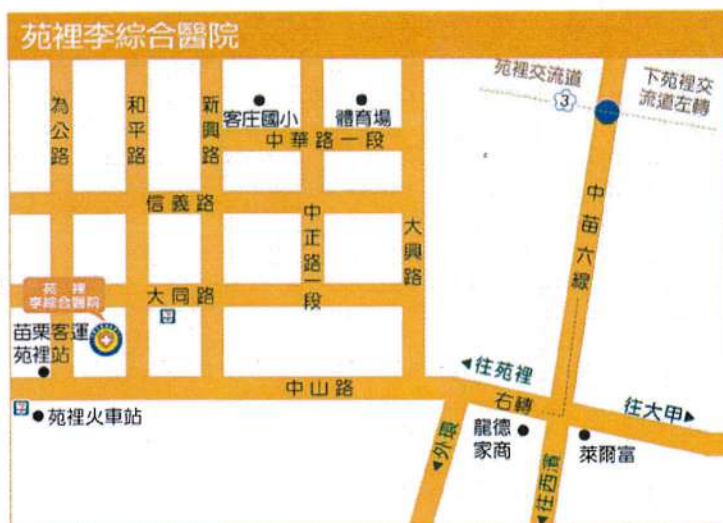 苑裡李綜合醫院
苑裡交流道
3
下苑裡交
流道左轉
為公路
和平路
新興路
客庄國小
體育場
中華路一段
信義路
中正路一段
大興路
中苗六線
苑裡
李綜合醫院
大同路
苗栗客運
苑裡站
中山路
◀往苑裡
右轉
往大甲▶
苑裡火車站
◀外環
龍德
家商
◀往西濱
萊爾富